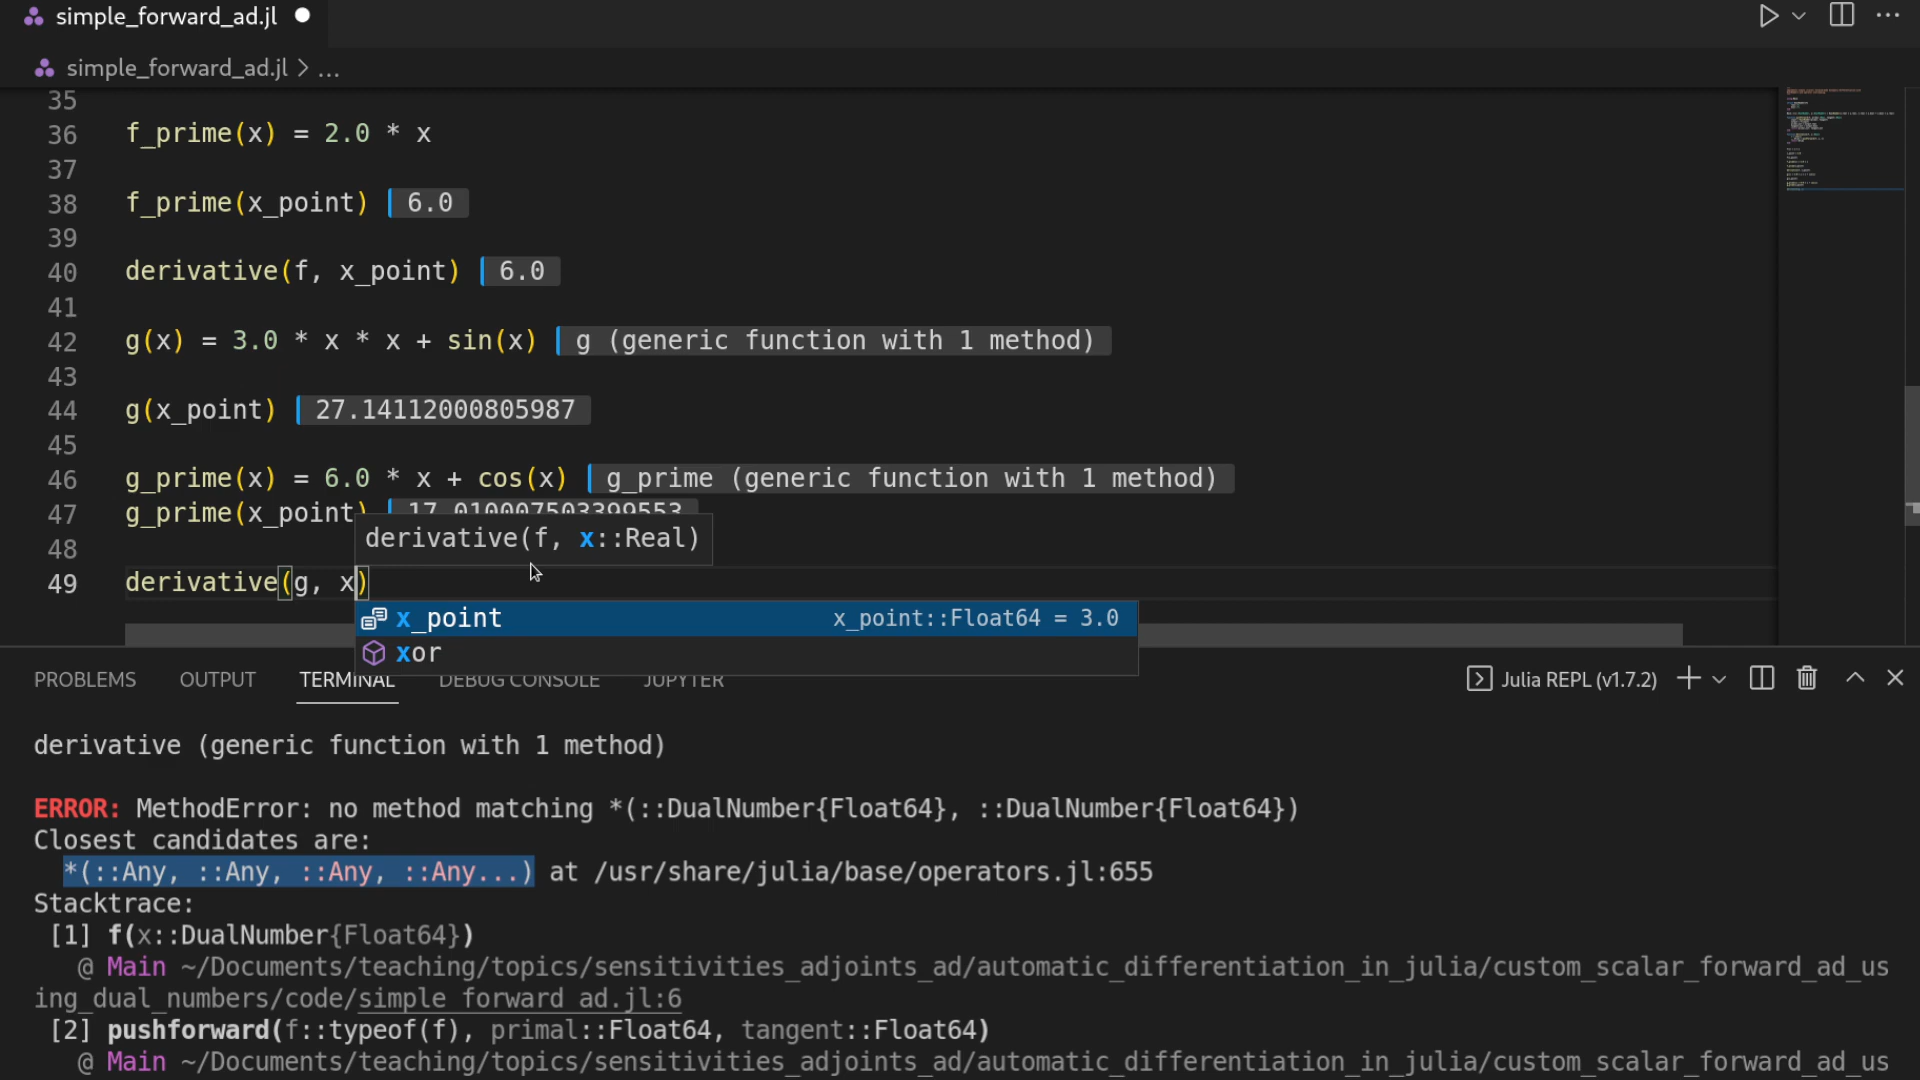 simple_forward_ad.jl
simple_forward_ad.jl > ...
35
36 f_prime(x) = 2.0 * x
37
38 f_prime(x_point) 6.0
39
40 derivative(f, x_point) 6.0
41
42 g(x) = 3.0 * x * x + sin(x) g (generic function with 1 method)
43
44 g(x_point) 27.14112000805987
45
46 g_prime(x) = 6.0 * x + cos(x) g_prime (generic function with 1 method)
47 g_prime(x_point) 17.010007503399553
derivative(f, x::Real)
48
49 derivative(g, x)
x_point x_point::Float64 = 3.0
xor
PROBLEMS OUTPUT TERMINAL DEBUG CONSOLE JUPYTER Julia REPL (v1.7.2)
derivative (generic function with 1 method)
ERROR: MethodError: no method matching *(::DualNumber{Float64}, ::DualNumber{Float64})
Closest candidates are:
*(::Any, ::Any, ::Any, ::Any...) at /usr/share/julia/base/operators.jl:655
Stacktrace:
[1] f(x::DualNumber{Float64})
@ Main ~/Documents/teaching/topics/sensitivities_adjoints_ad/automatic_differentiation_in_julia/custom_scalar_forward_ad_us
ing_dual_numbers/code/simple_forward_ad.jl:6
[2] pushforward(f::typeof(f), primal::Float64, tangent::Float64)
@ Main ~/Documents/teaching/topics/sensitivities_adjoints_ad/automatic_differentiation_in_julia/custom_scalar_forward_ad_us